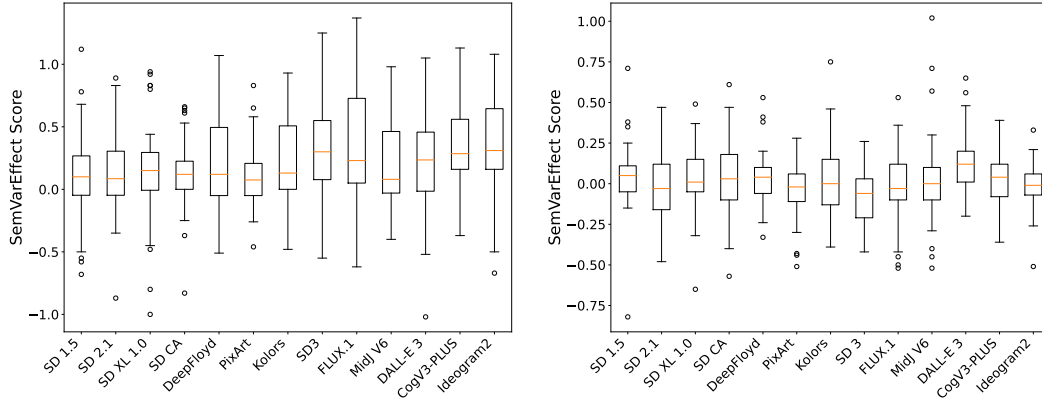 SemVarEffect Score
1.0
0.5
0.0
−0.5
−1.0
SD 1.5
SD 2.1
SD XL 1.0
SD CA
DeepFloyd
PixArt
Kolors
SD3
FLUX.1
MidJ V6
DALL-E 3
CogV3-PLUS
Ideogram2
SemVarEffect Score
1.00
0.75
0.50
0.25
0.00
−0.25
−0.50
−0.75
SD 1.5
SD 2.1
SD XL 1.0
SD CA
DeepFloyd
PixArt
Kolors
SD 3
FLUX.1
MidJ V6
DALL-E 3
CogV3-PLUS
Ideogram2